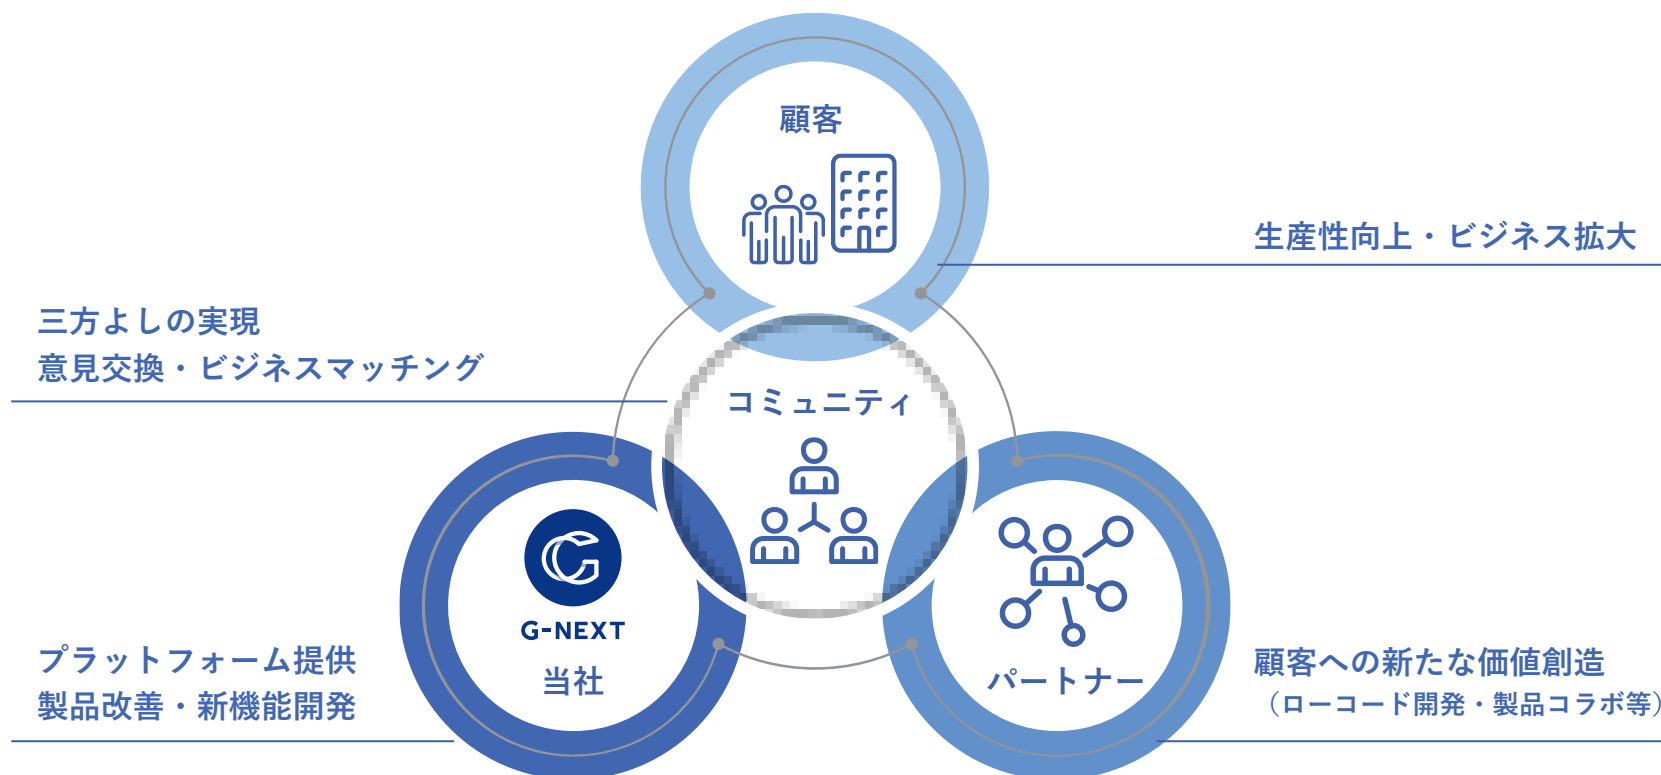 顧客
生産性向上・ビジネス拡大
三方よしの実現
意見交換・ビジネスマッチング
コミュニティ
G-NEXT
当社
パートナー
プラットフォーム提供
製品改善・新機能開発
顧客への新たな価値創造
（ローコード開発・製品コラボ等）